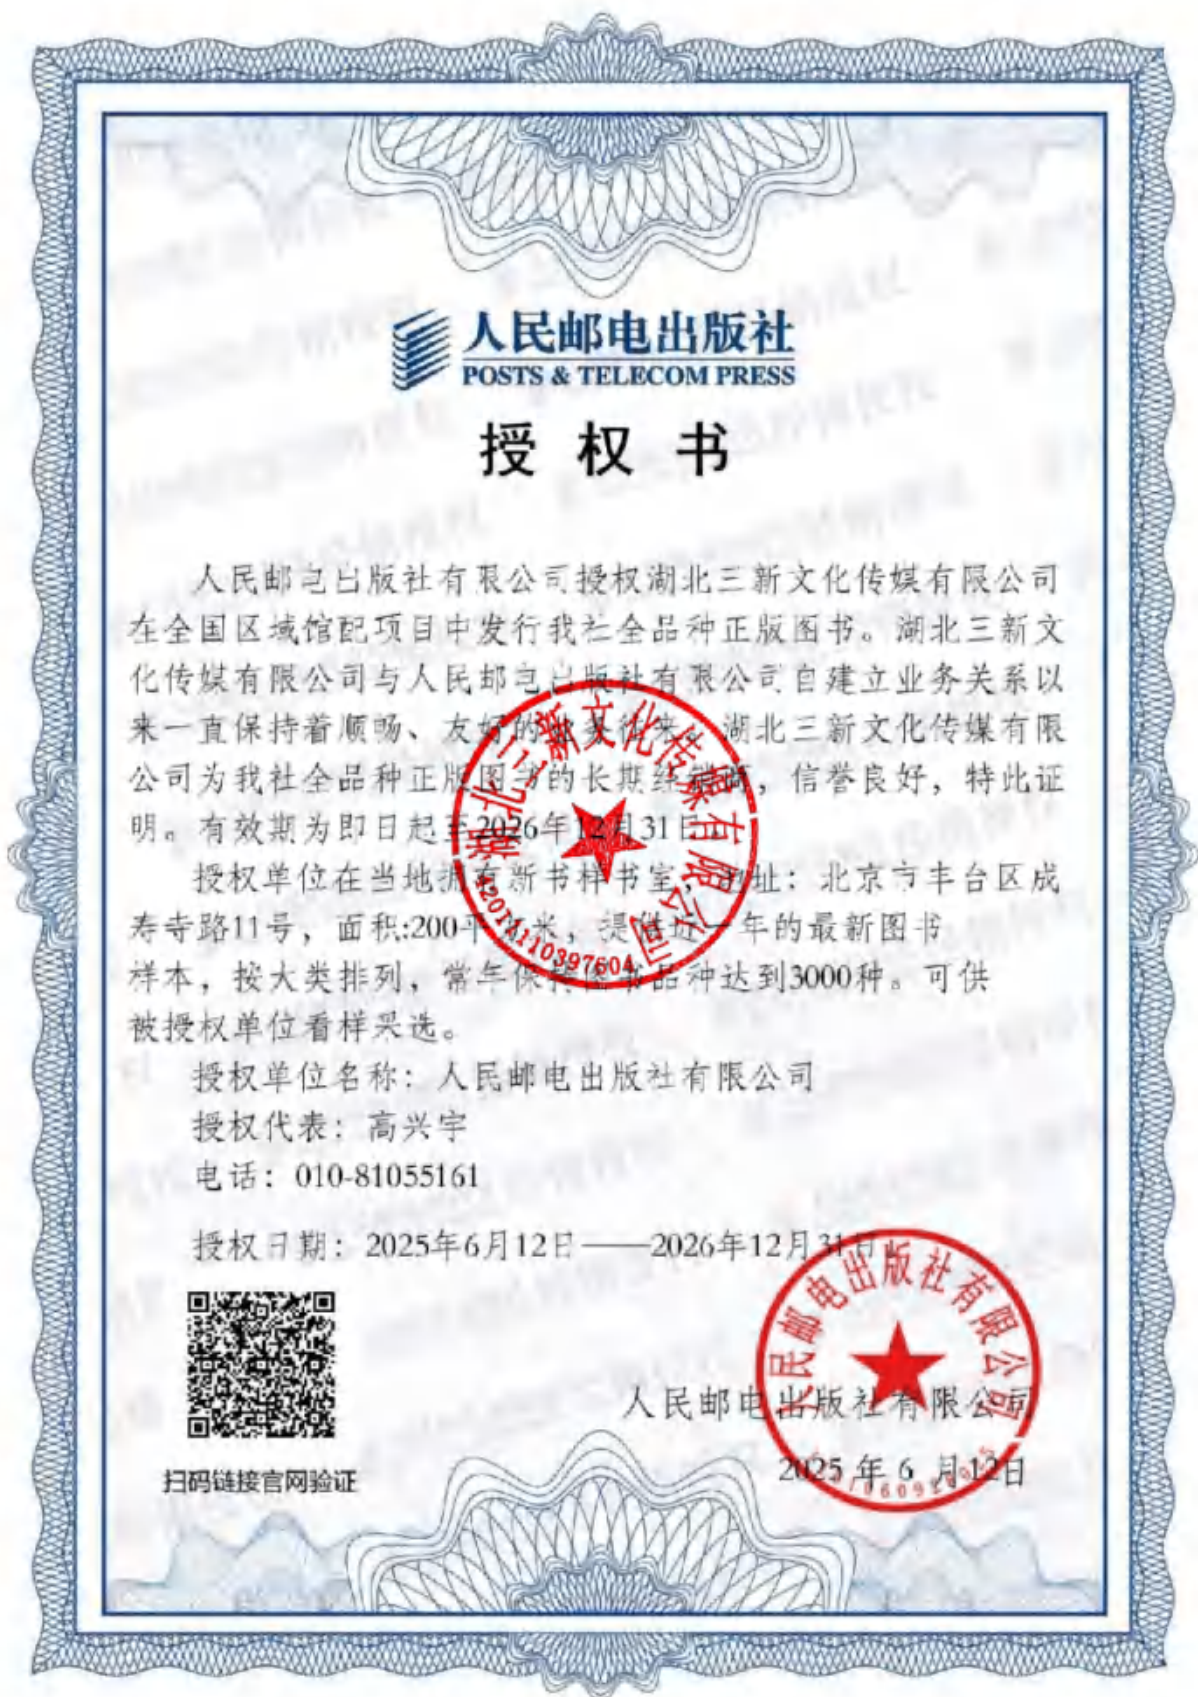 人民邮电出版社
POSTS & TELECOM PRESS
授权书
人民邮电出版社有限公司授权湖北三新文化传媒有限公司
在全国区域馆配项目中发行我社全品种正版图书。湖北三新文
化传媒有限公司与人民邮电出版社有限公司自建立业务关系以
来一直保持着顺畅、友好的业务往来。湖北三新文化传媒有限
公司为我社全品种正版图书的长期经销商，信誉良好，特此证
明。有效期为即日起至2026年12月31日。
授权单位在当地拥有新书样书室，地址：北京市丰台区成
寿寺路11号，面积:200平方米，提供近一年的最新图书
样本，按大类排列，常年保持图书品种达到3000种。可供
被授权单位看样采选。
授权单位名称：人民邮电出版社有限公司
授权代表：高兴宇
电话：010-81055161
授权日期：2025年6月12日——2026年12月31日
人民邮电出版社有限公司
2025 年 6 月12日
扫码链接官网验证
湖北三新文化传媒有限公司
人民邮电出版社有限公司